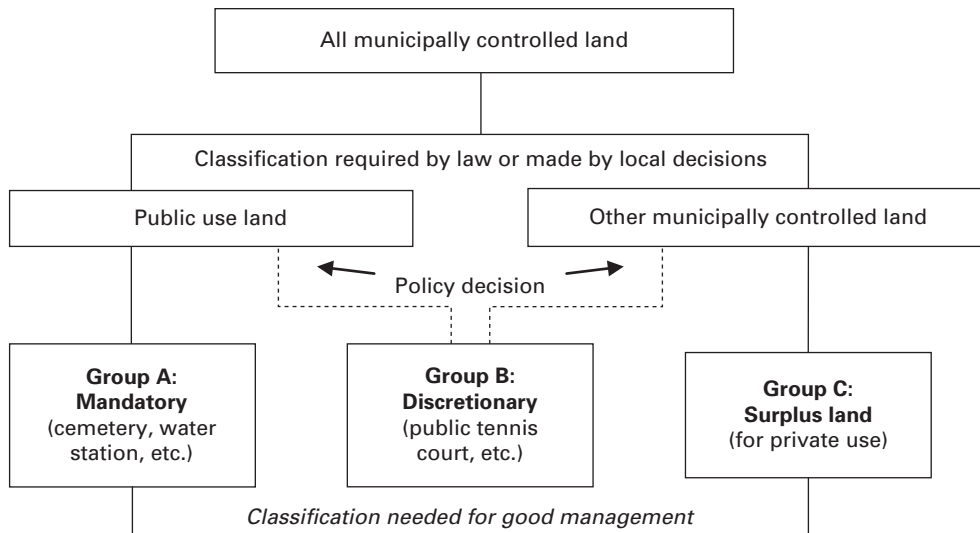 All municipally controlled land
Classification required by law or made by local decisions
Public use land
Other municipally controlled land
Policy decision
Group A:
Mandatory
(cemetery, water
station, etc.)
Group B:
Discretionary
(public tennis
court, etc.)
Group C:
Surplus land
(for private use)
Classification needed for good management